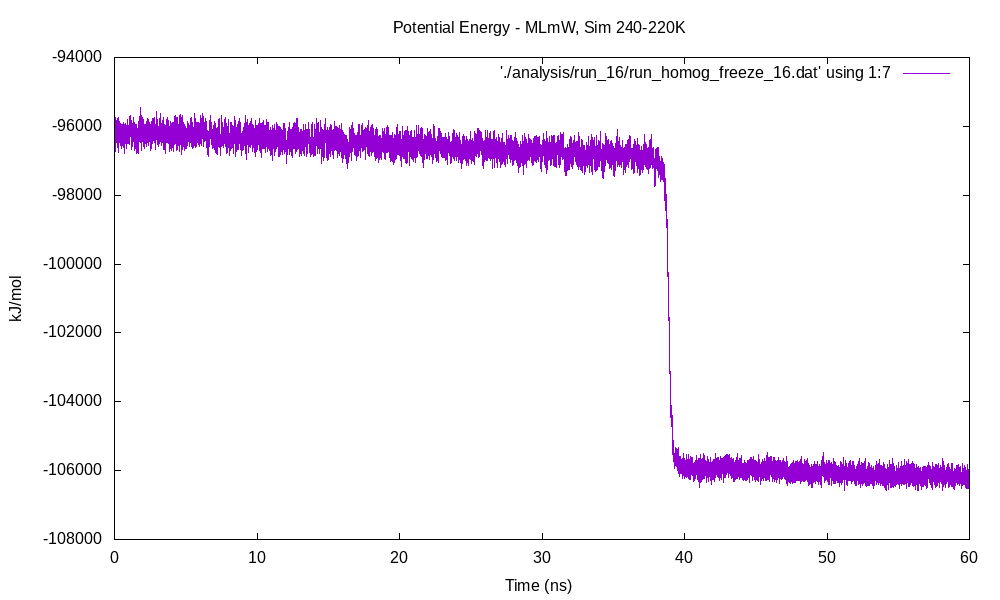 Potential Energy - MLmW, Sim 240-220K
'./analysis/run_16/run_homog_freeze_16.dat' using 1:7
-94000
-96000
-98000
-100000
-102000
-104000
-106000
-108000
kJ/mol
0 10 20 30 40 50 60
Time (ns)